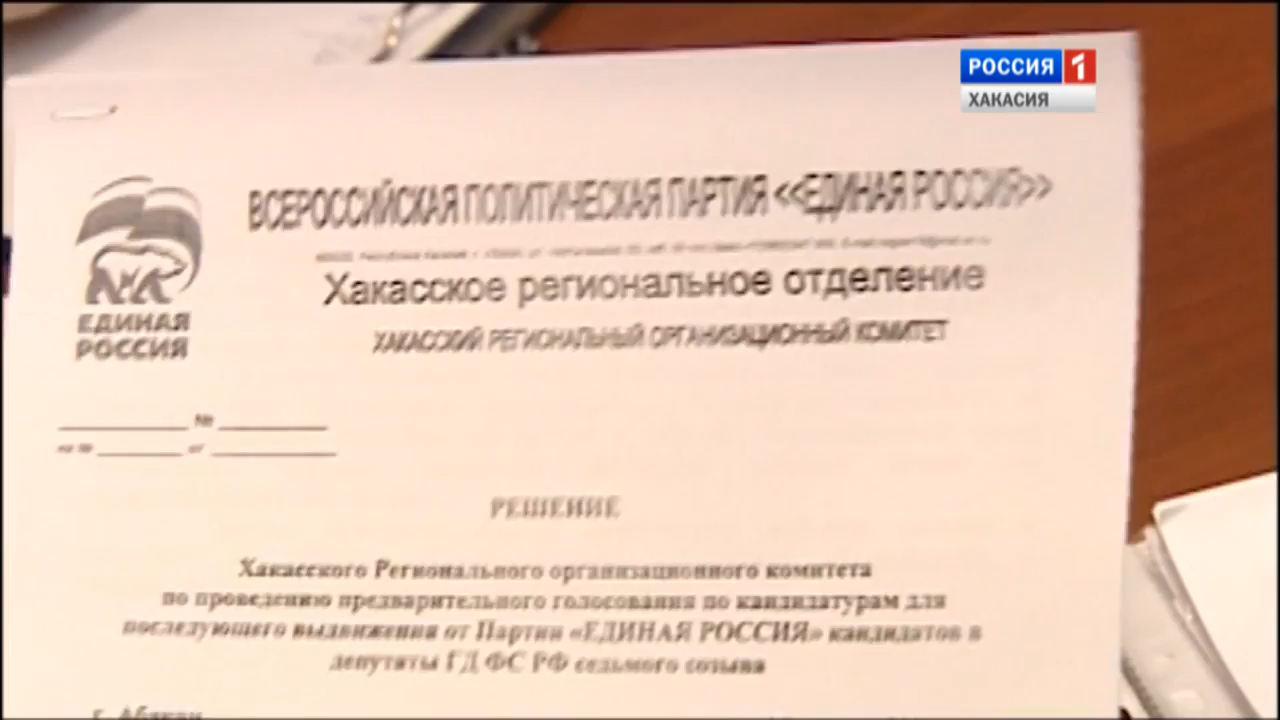 РОССИЯ 1
ХАКАСИЯ
ВСЕРОССИЙСКАЯ ПОЛИТИЧЕСКАЯ ПАРТИЯ <<ЕДИНАЯ РОССИЯ>>
Хакасское региональное отделение
ХАКАССКИЙ РЕГИОНАЛЬНЫЙ ОРГАНИЗАЦИОННЫЙ КОМИТЕТ
ЕДИНАЯ
РОССИЯ
№
на № от
РЕШЕНИЕ
Хакасского Регионального организационного комитета
по проведению предварительного голосования по кандидатурам для
последующего выдвижения от Партии «ЕДИНАЯ РОССИЯ» кандидатов в
депутаты ГД ФС РФ седьмого созыва
г. Абакан